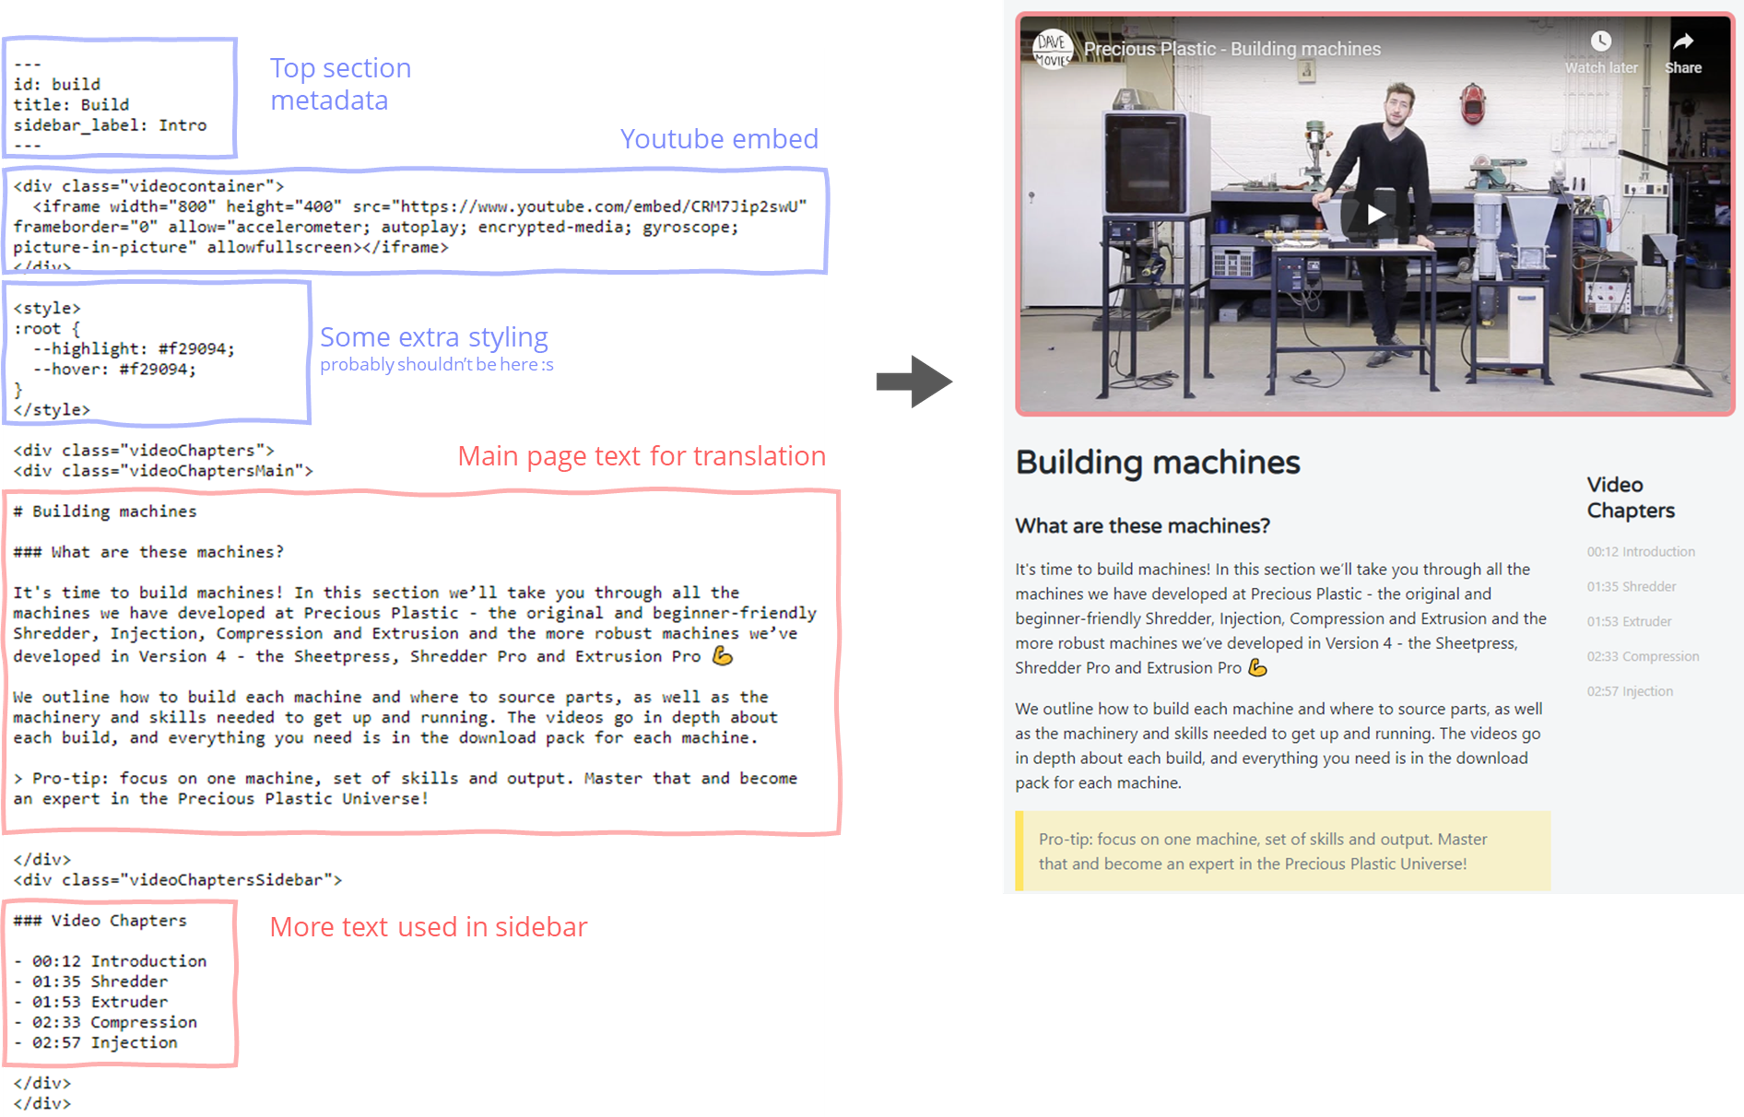 ---
id: build
title: Build
sidebar_label: Intro
---
Top section
metadata
Youtube embed
<div class="videocontainer">
  <iframe width="800" height="400" src="https://www.youtube.com/embed/CRM7Jip2swU"
frameborder="0" allow="accelerometer; autoplay; encrypted-media; gyroscope;
picture-in-picture" allowfullscreen></iframe>
</div>
<style>
:root {
  --highlight: #f29094;
  --hover: #f29094;
}
</style>
Some extra styling
probably shouldn't be here :s
<div class="videoChapters">
<div class="videoChaptersMain">
Main page text for translation
# Building machines
### What are these machines?
It's time to build machines! In this section we’ll take you through all the
machines we have developed at Precious Plastic - the original and beginner-friendly
Shredder, Injection, Compression and Extrusion and the more robust machines we’ve
developed in Version 4 - the Sheetpress, Shredder Pro and Extrusion Pro 💪
We outline how to build each machine and where to source parts, as well as the
machinery and skills needed to get up and running. The videos go in depth about
each build, and everything you need is in the download pack for each machine.
> Pro-tip: focus on one machine, set of skills and output. Master that and become
an expert in the Precious Plastic Universe!
</div>
<div class="videoChaptersSidebar">
### Video Chapters
- 00:12 Introduction
- 01:35 Shredder
- 01:53 Extruder
- 02:33 Compression
- 02:57 Injection
More text used in sidebar
</div>
</div>
DAVE
MOVIES
Precious Plastic - Building machines
Watch later
Share
Building machines
What are these machines?
It's time to build machines! In this section we’ll take you through all the
machines we have developed at Precious Plastic - the original and
beginner-friendly Shredder, Injection, Compression and Extrusion and the
more robust machines we’ve developed in Version 4 - the Sheetpress,
Shredder Pro and Extrusion Pro 💪
We outline how to build each machine and where to source parts, as well
as the machinery and skills needed to get up and running. The videos go
in depth about each build, and everything you need is in the download
pack for each machine.
Pro-tip: focus on one machine, set of skills and output. Master
that and become an expert in the Precious Plastic Universe!
Video
Chapters
00:12 Introduction
01:35 Shredder
01:53 Extruder
02:33 Compression
02:57 Injection